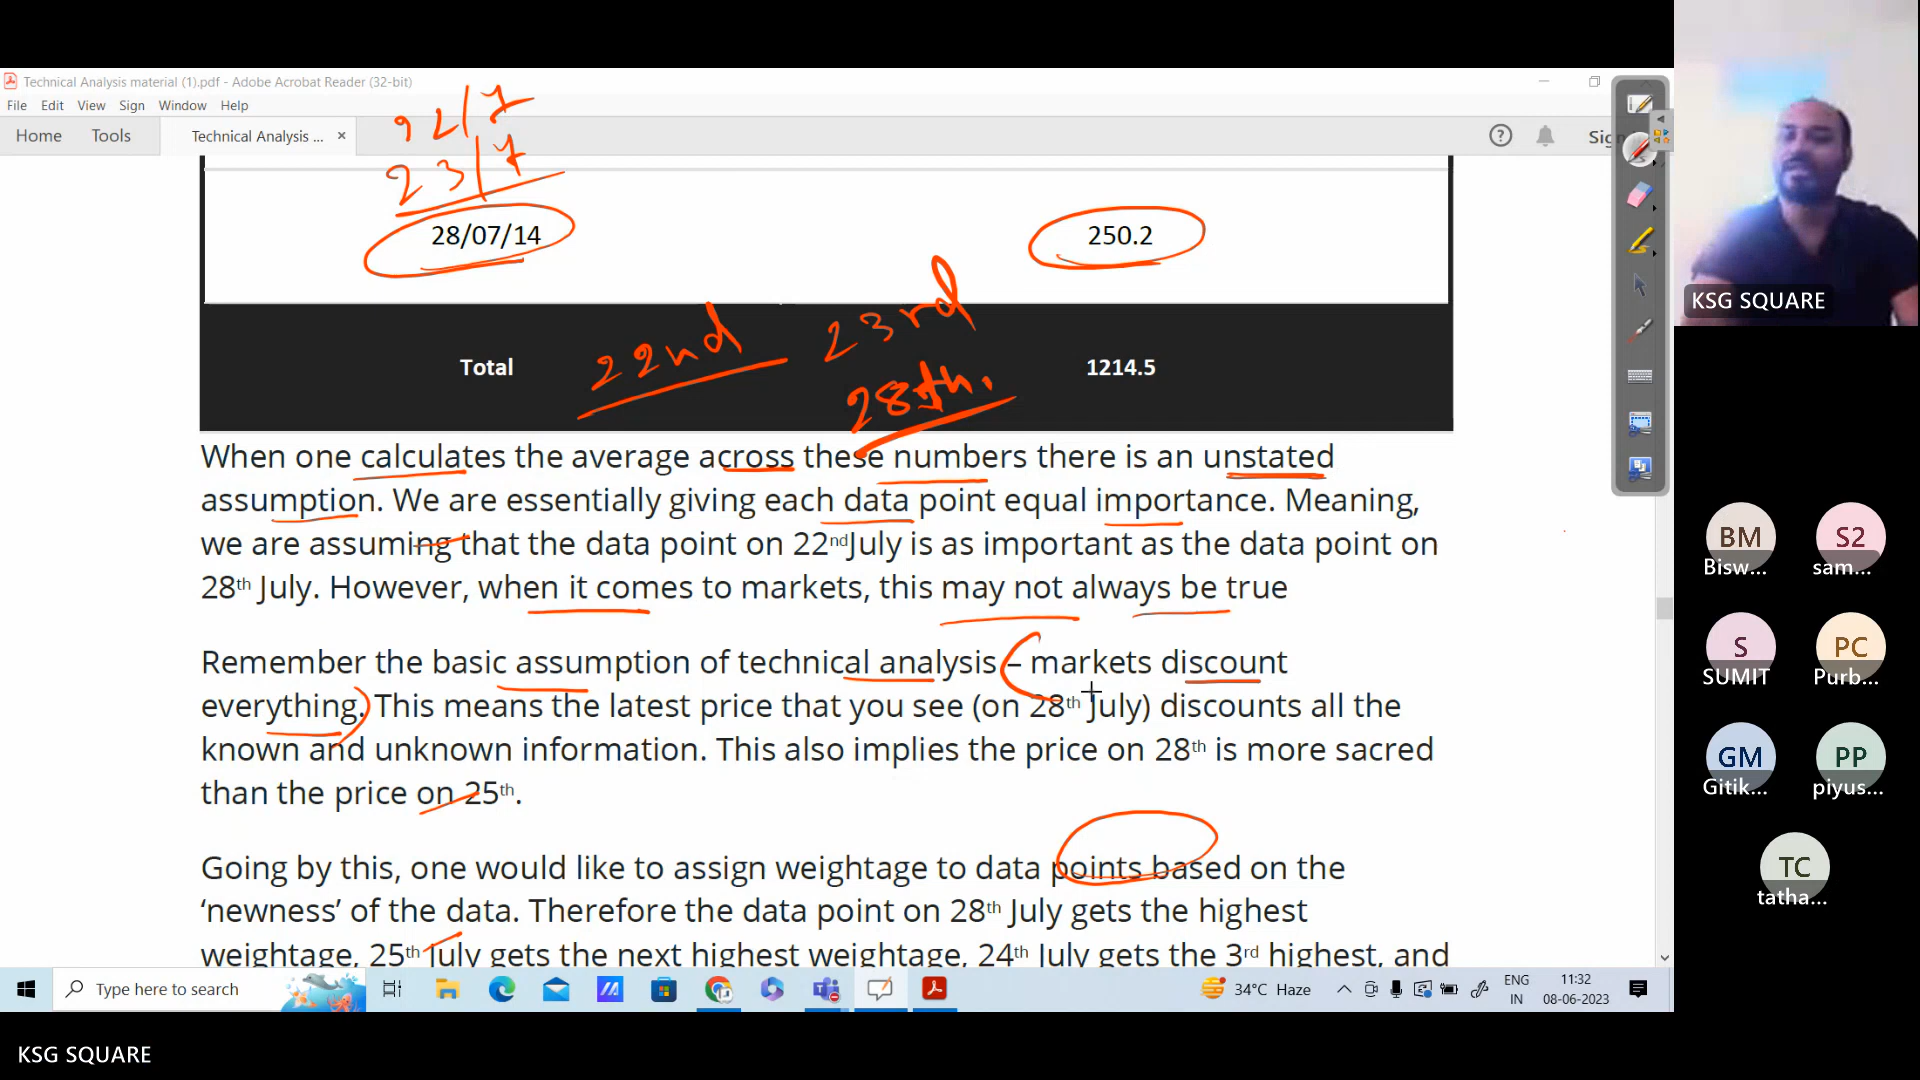 Technical Analysis material (1).pdf - Adobe Acrobat Reader (32-bit)
File Edit View Sign Window Help
Home Tools Technical Analysis ... × Sig
22/7
23/7
28/07/14 250.2
22nd 23rd
28th.
Total 1214.5
When one calculates the average across these numbers there is an unstated
assumption. We are essentially giving each data point equal importance. Meaning,
we are assuming that the data point on 22nd July is as important as the data point on
28th July. However, when it comes to markets, this may not always be true
Remember the basic assumption of technical analysis – markets discount
everything. This means the latest price that you see (on 28th July) discounts all the
known and unknown information. This also implies the price on 28th is more sacred
than the price on 25th.
Going by this, one would like to assign weightage to data points based on the
‘newness’ of the data. Therefore the data point on 28th July gets the highest
weightage, 25th July gets the next highest weightage, 24th July gets the 3rd highest, and
KSG SQUARE
BM S2
Bisw... sam...
S PC
SUMIT Purb...
GM PP
Gitik... piyus...
TC
tatha...
Type here to search
34°C Haze
ENG
IN
11:32
08-06-2023
KSG SQUARE